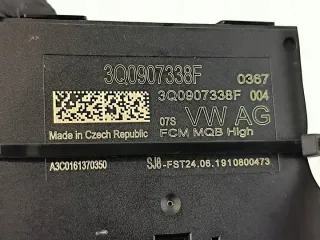 3Q0907338F 0367
3Q0907338F 004
07S VW AG
Made in Czech Republic FCM MQB High
A3C0161370350 SJ8-FST24.06.1910800473